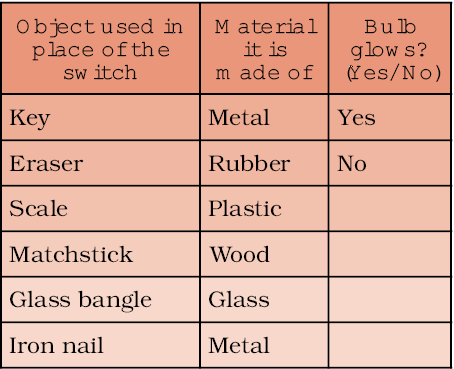 Object used in place of the switch	Material it is made of	Bulb glows? (Yes/No)
Key	Metal	Yes
Eraser	Rubber	No
Scale	Plastic
Matchstick	Wood
Glass bangle	Glass
Iron nail	Metal